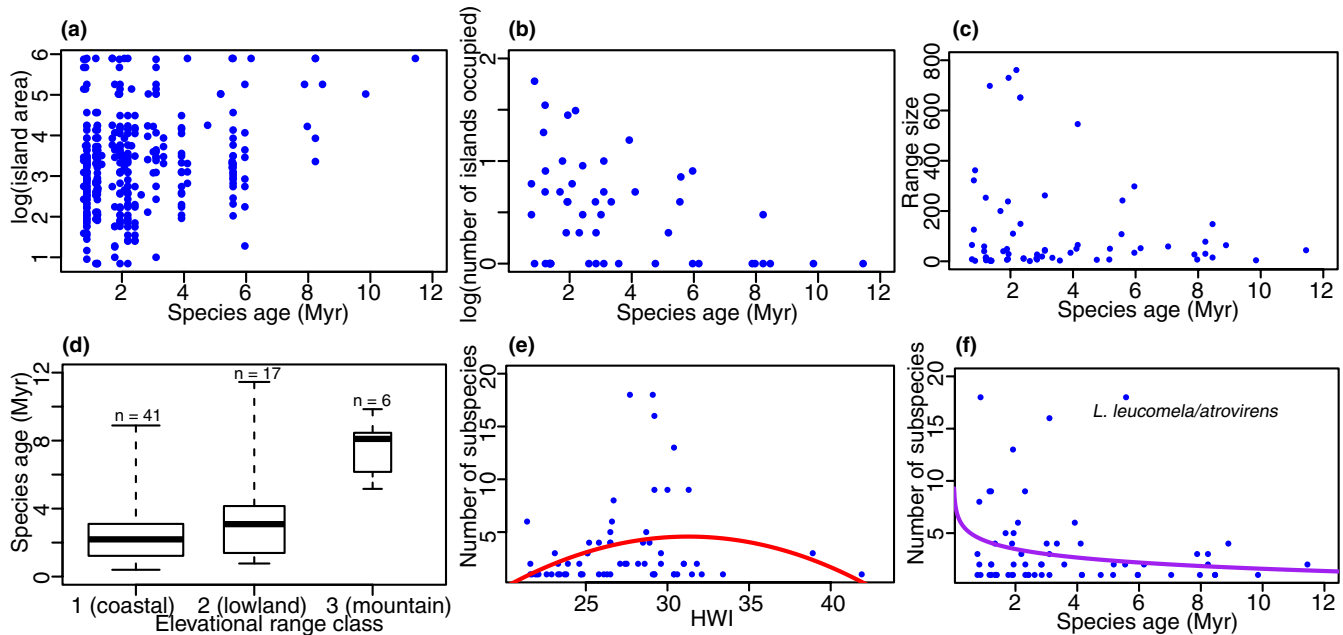 (a)
log(island area)
6
5
4
3
2
1
2 4 6 8 10 12
Species age (Myr)
(b)
log(number of islands occupied)
2
1
0
2 4 6 8 10 12
Species age (Myr)
(c)
Range size
800
600
400
200
0
2 4 6 8 10 12
Species age (Myr)
(d)
Species age (Myr)
12
8
4
0
n = 41
n = 17
n = 6
1 (coastal) 2 (lowland) 3 (mountain)
Elevational range class
(e)
Number of subspecies
20
15
10
5
25 30 35 40
HWI
(f)
Number of subspecies
20
15
10
5
L. leucomela/atrovirens
2 4 6 8 10 12
Species age (Myr)